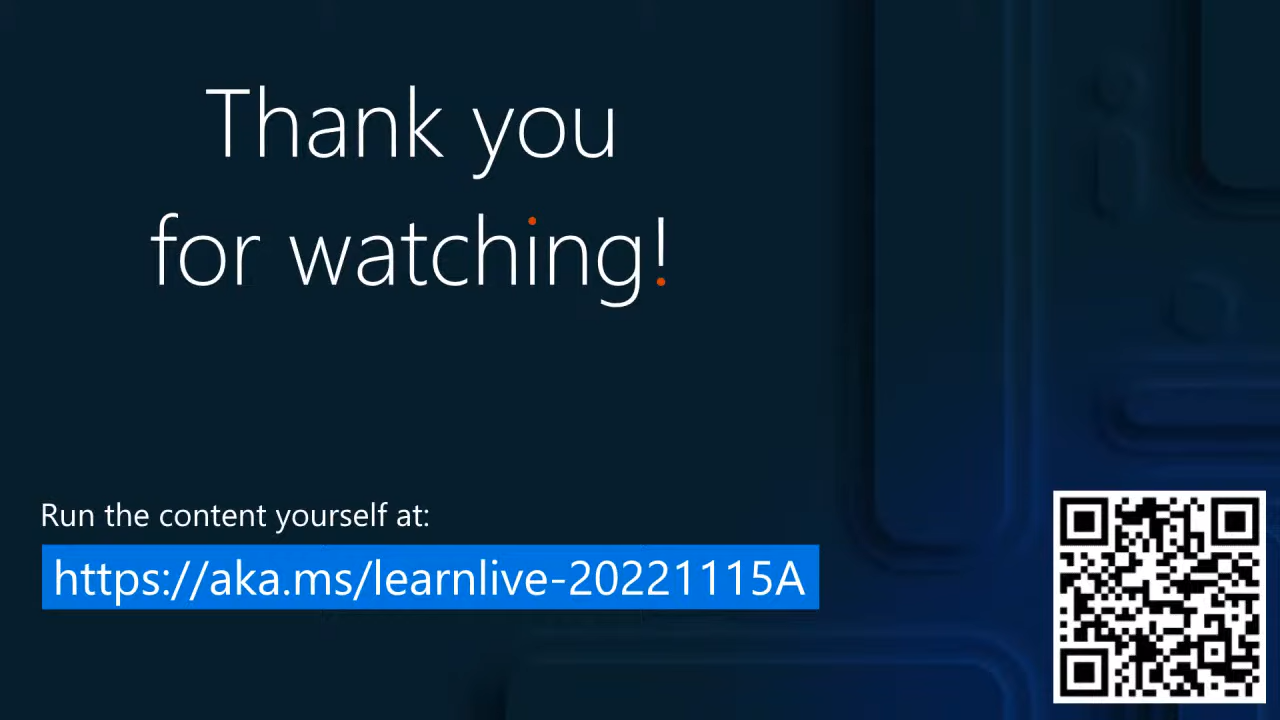 Thank you
for watching!
Run the content yourself at:
https://aka.ms/learnlive-20221115A